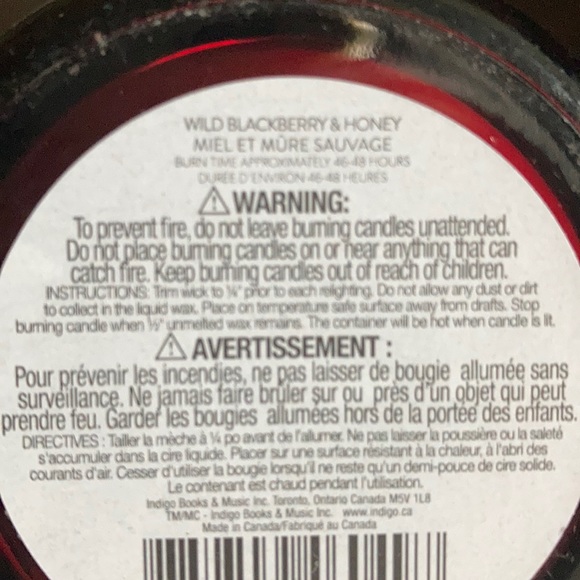 WILD BLACKBERRY & HONEY
MIEL ET MÛRE SAUVAGE
BURN TIME APPROXIMATELY 46-48 HOURS
DURÉE D'ENVIRON 46-48 HEURES
⚠ WARNING:
To prevent fire, do not leave burning candles unattended.
Do not place burning candles on or near anything that can
catch fire. Keep burning candles out of reach of children.
INSTRUCTIONS: Trim wick to ¼" prior to each relighting. Do not allow any dust or dirt
to collect in the liquid wax. Place on temperature safe surface away from drafts. Stop
burning candle when ½" unmelted wax remains. The container will be hot when candle is lit.
⚠ AVERTISSEMENT :
Pour prévenir les incendies, ne pas laisser de bougie allumée sans
surveillance. Ne jamais faire brûler sur ou près d'un objet qui peut
prendre feu. Garder les bougies allumées hors de la portée des enfants.
DIRECTIVES : Tailler la mèche à ¼ po avant de l'allumer. Ne pas laisser la poussière ou la saleté
s'accumuler dans la cire liquide. Placer sur une surface résistant à la chaleur, à l'abri des
courants d'air. Cesser d'utiliser la bougie lorsqu'il ne reste qu'un demi-pouce de cire solide.
Le contenant est chaud pendant l'utilisation.
Indigo Books & Music Inc. Toronto, Ontario Canada M5V 1L8
TM/MC - Indigo Books & Music Inc. www.indigo.ca
Made in Canada/Fabriqué au Canada